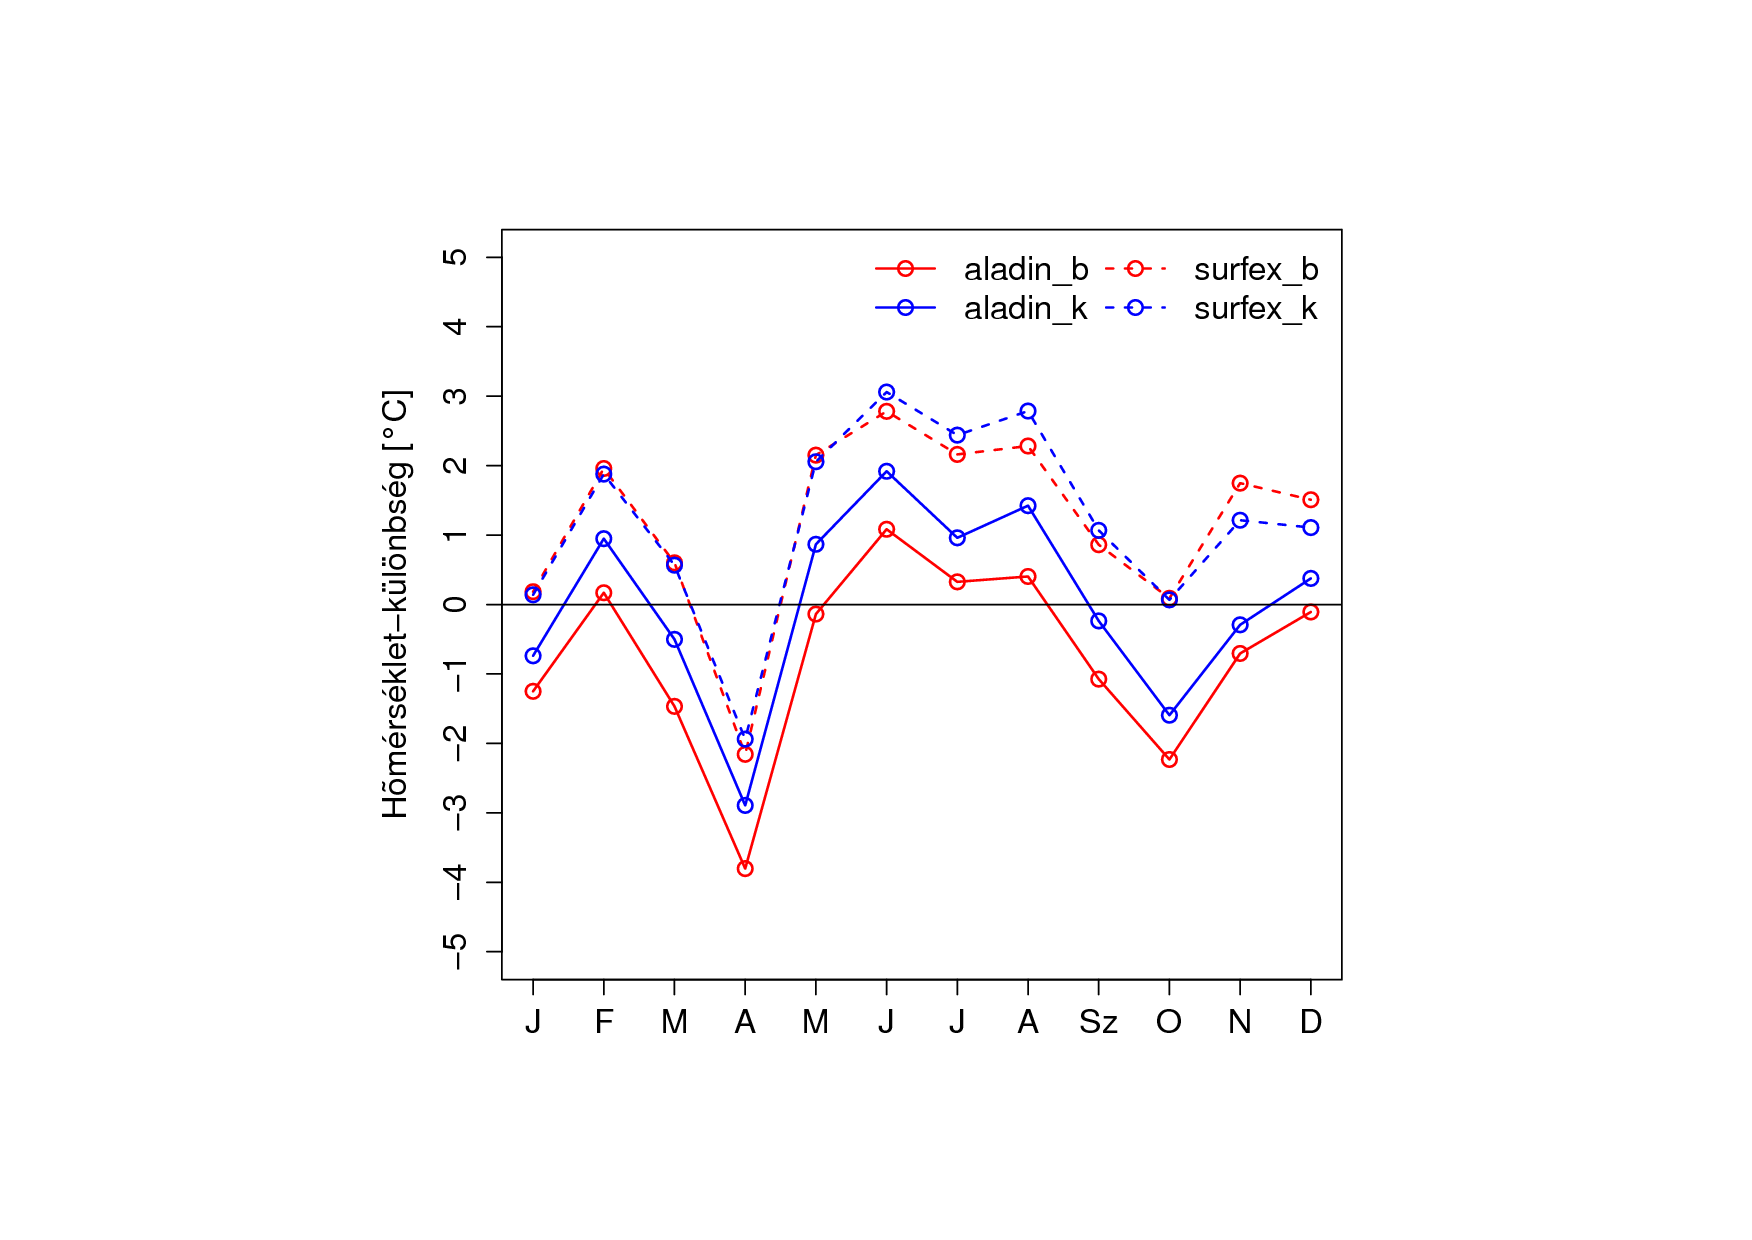 aladin_b surfex_b
aladin_k surfex_k
Hőmérséklet−különbség [°C]
5
4
3
2
1
0
−1
−2
−3
−4
−5
J F M A M J J A Sz O N D